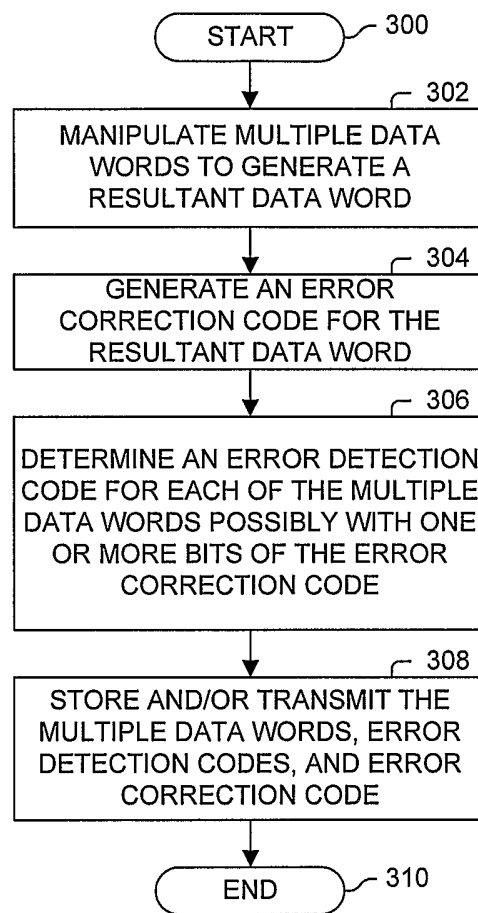 START
300
302
MANIPULATE MULTIPLE DATA
WORDS TO GENERATE A
RESULTANT DATA WORD
304
GENERATE AN ERROR
CORRECTION CODE FOR THE
RESULTANT DATA WORD
306
DETERMINE AN ERROR DETECTION
CODE FOR EACH OF THE MULTIPLE
DATA WORDS POSSIBLY WITH ONE
OR MORE BITS OF THE ERROR
CORRECTION CODE
308
STORE AND/OR TRANSMIT THE
MULTIPLE DATA WORDS, ERROR
DETECTION CODES, AND ERROR
CORRECTION CODE
END
310